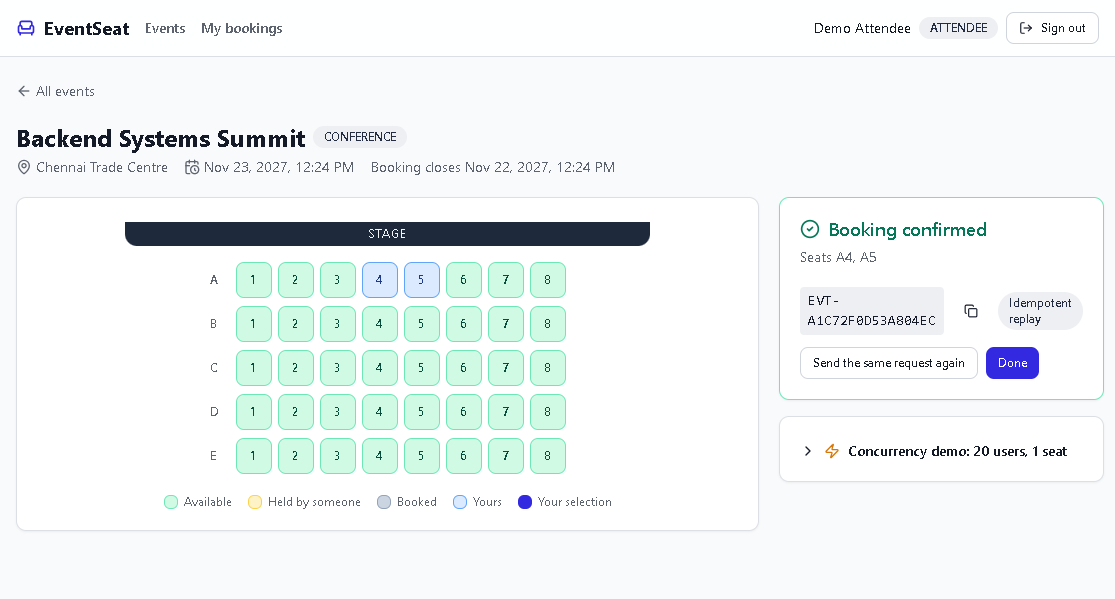 EventSeat
Events
My bookings
Demo Attendee
ATTENDEE
Sign out
All events
Backend Systems Summit
CONFERENCE
Chennai Trade Centre
Nov 23, 2027, 12:24 PM
Booking closes Nov 22, 2027, 12:24 PM
STAGE
A 1 2 3 4 5 6 7 8
B 1 2 3 4 5 6 7 8
C 1 2 3 4 5 6 7 8
D 1 2 3 4 5 6 7 8
E 1 2 3 4 5 6 7 8
Available
Held by someone
Booked
Yours
Your selection
Booking confirmed
Seats A4, A5
EVT-
A1C72F0D53A804EC
Idempotent
replay
Send the same request again
Done
Concurrency demo: 20 users, 1 seat